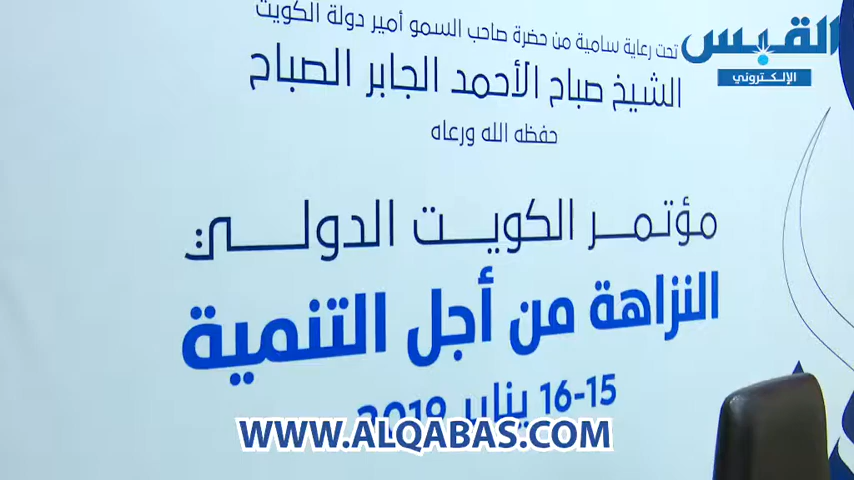 القبس
الإلكتروني
تحت رعاية سامية من حضرة صاحب السمو أمير دولة الكويت
الشيخ صباح الأحمد الجابر الصباح
حفظه الله ورعاه
مؤتمر الكويت الدولي
النزاهة من أجل التنمية
15-16 يناير 2019
WWW.ALQABAS.COM